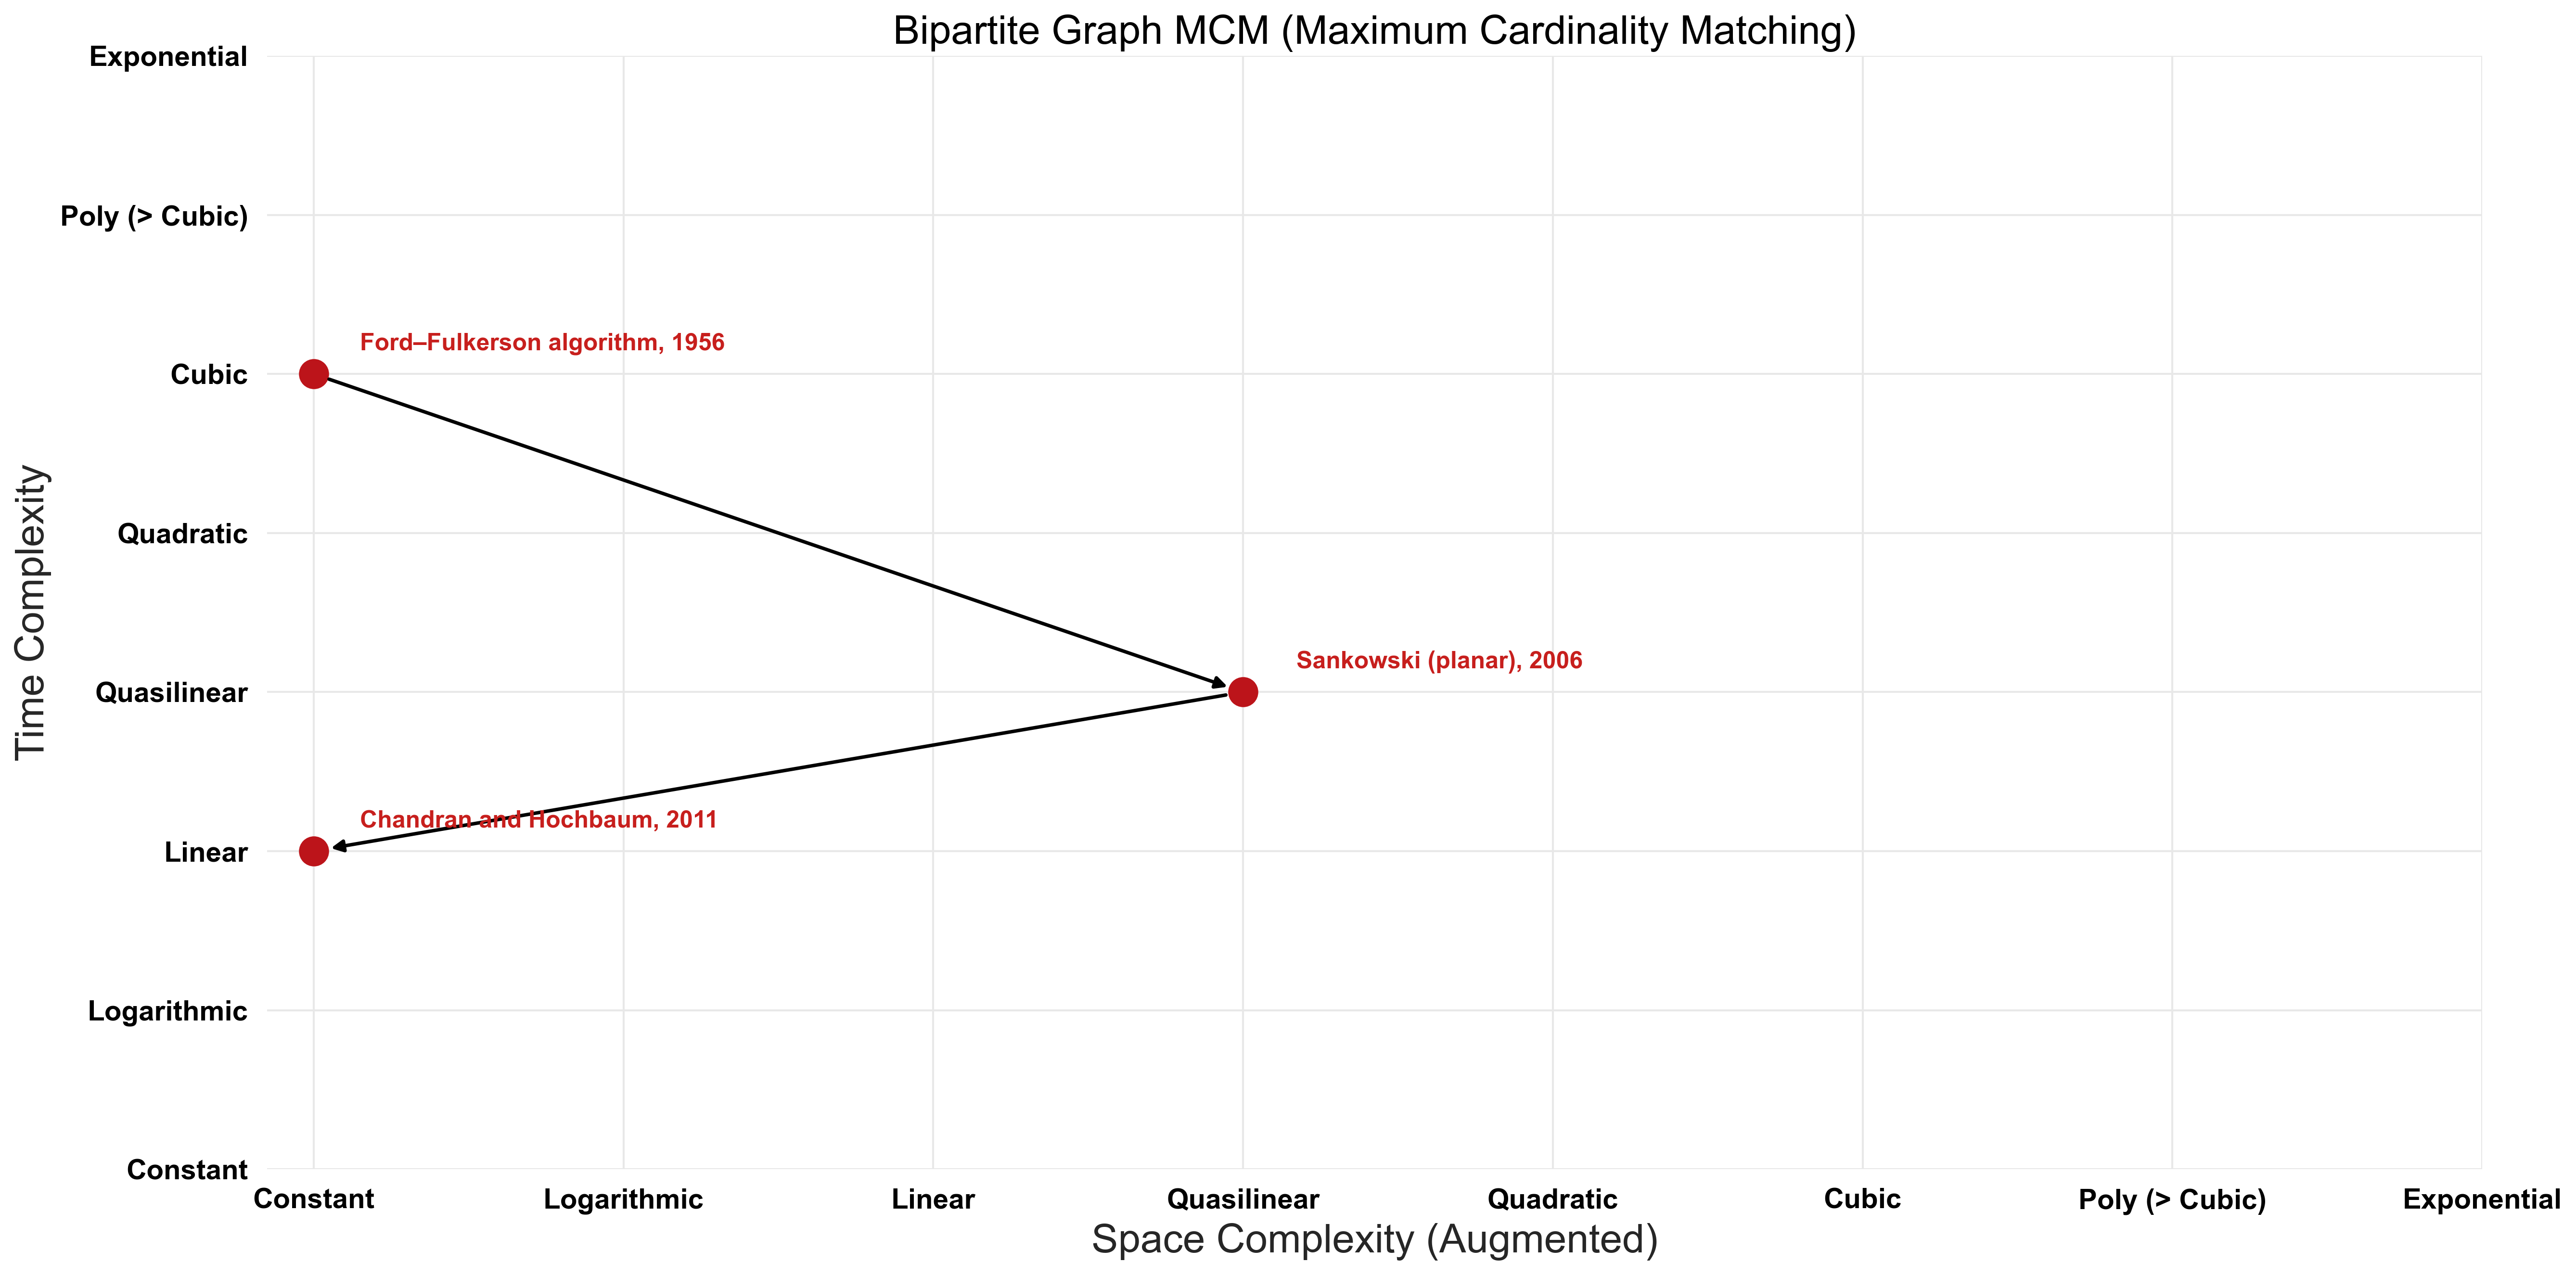 Bipartite Graph MCM (Maximum Cardinality Matching)
Time Complexity
Exponential
Poly (> Cubic)
Cubic
Quadratic
Quasilinear
Linear
Logarithmic
Constant
Ford–Fulkerson algorithm, 1956
Sankowski (planar), 2006
Chandran and Hochbaum, 2011
Constant
Logarithmic
Linear
Quasilinear
Quadratic
Cubic
Poly (> Cubic)
Exponential
Space Complexity (Augmented)